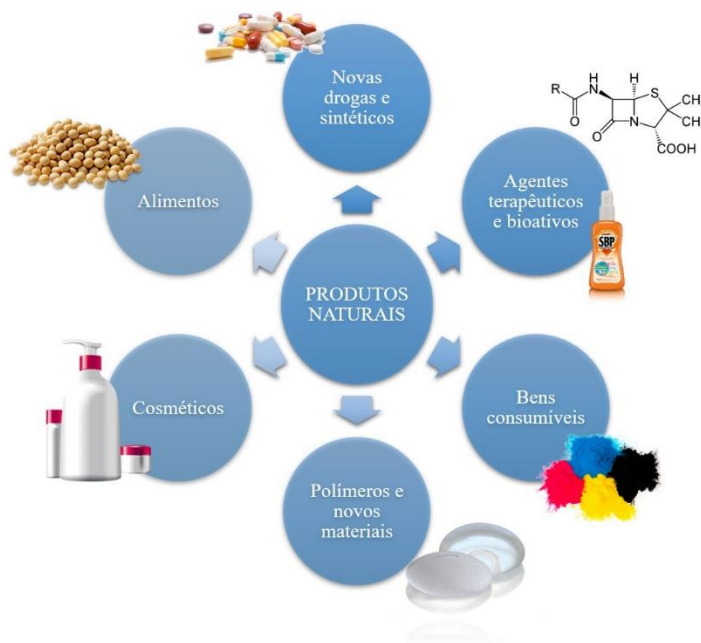 Novas
drogas e
sintéticos
Alimentos
R
H
N
O
H
S
N
O
CH
CH
COOH
Agentes
terapêuticos
e bioativos
SBP
PRODUTOS
NATURAIS
Cosméticos
Bens
consumíveis
Polímeros e
novos
materiais